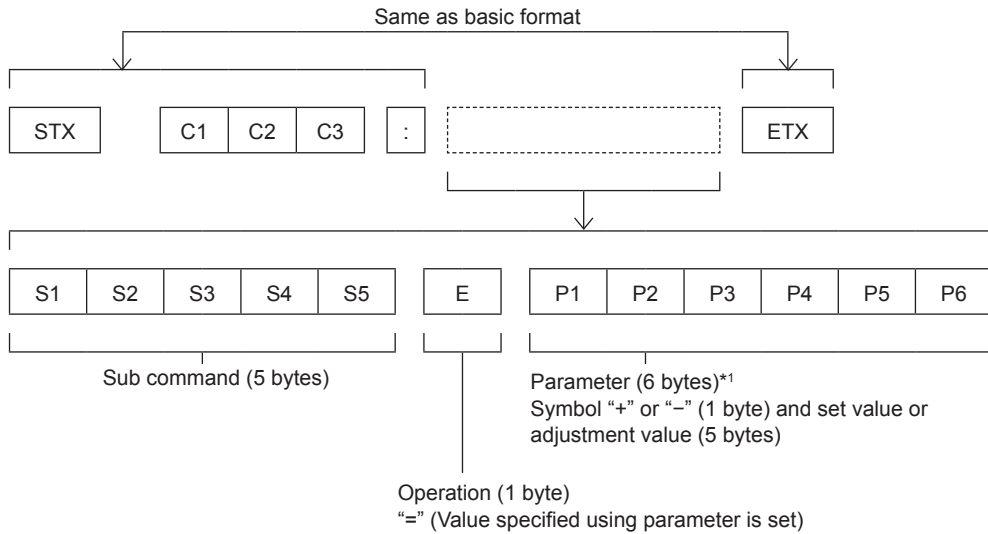 Same as basic format
STX C1 C2 C3 : ETX
S1 S2 S3 S4 S5 E P1 P2 P3 P4 P5 P6
Sub command (5 bytes)
Parameter (6 bytes)*1
Symbol “+” or “−” (1 byte) and set value or
adjustment value (5 bytes)
Operation (1 byte)
“=” (Value specified using parameter is set)